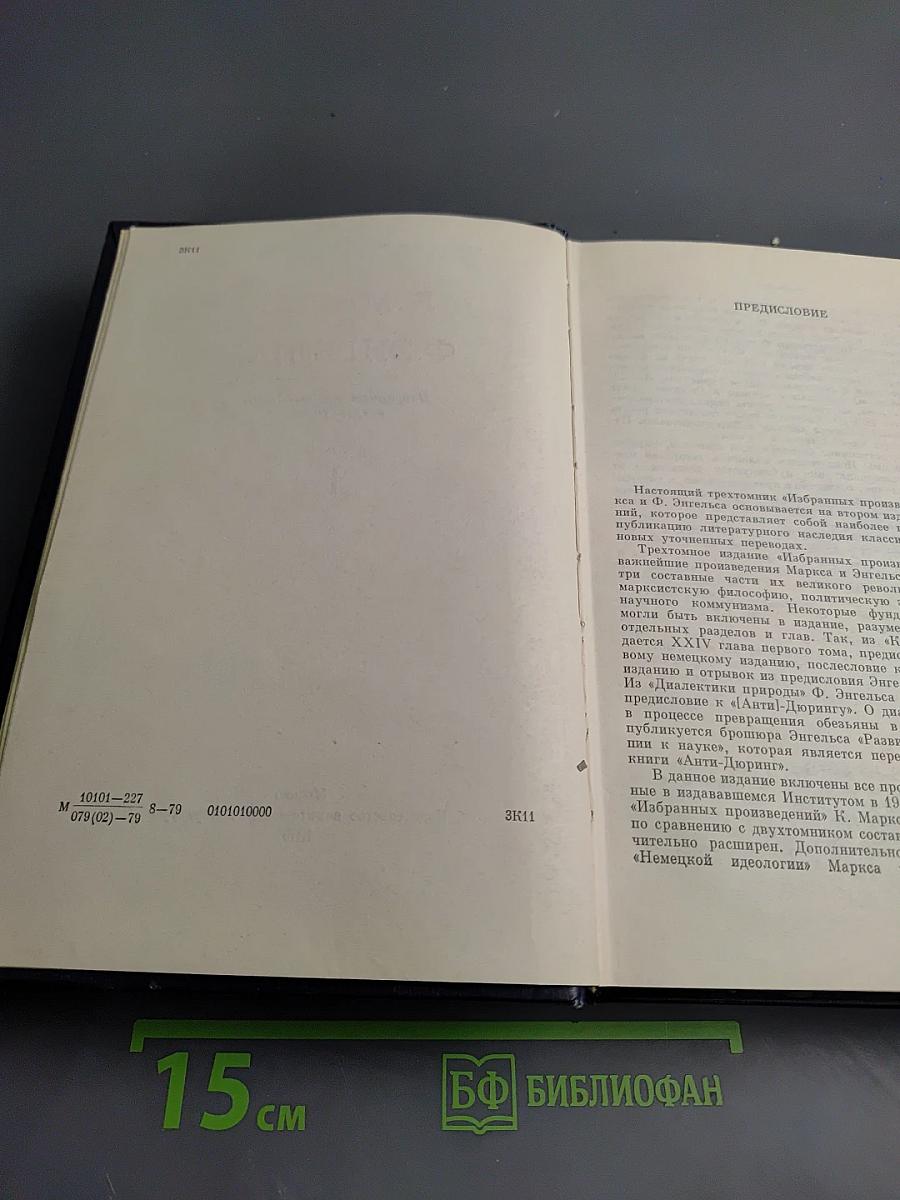 3К11
М 10101—227
079(02)—79 8—79 0101010000 3К11
ПРЕДИСЛОВИЕ
Настоящий трехтомник «Избранных произв
кса и Ф. Энгельса основывается на втором изд
ний, которое представляет собой наиболее
публикацию литературного наследия класси
новых уточненных переводах.
Трехтомное издание «Избранных произв
важнейшие произведения Маркса и Энгельс
три составные части их великого револ
марксистскую философию, политическую
научного коммунизма. Некоторые фунд
могли быть включены в издание, разуме
отдельных разделов и глав. Так, из «К
дается XXIV глава первого тома, предис
вому немецкому изданию, послесловие к
изданию и отрывок из предисловия Энге
Из «Диалектики природы» Ф. Энгельса
предисловие к «[Анти]-Дюрингу». О диа
в процессе превращения обезьяны в
публикуется брошюра Энгельса «Разви
пии к науке», которая является пере
книги «Анти-Дюринг».
В данное издание включены все про
ные в издававшемся Институтом в 19
«Избранных произведений» К. Маркс
по сравнению с двухтомником соста
чительно расширен. Дополнительно
«Немецкой идеологии» Маркса
15 см
БФ БИБЛИОФАН